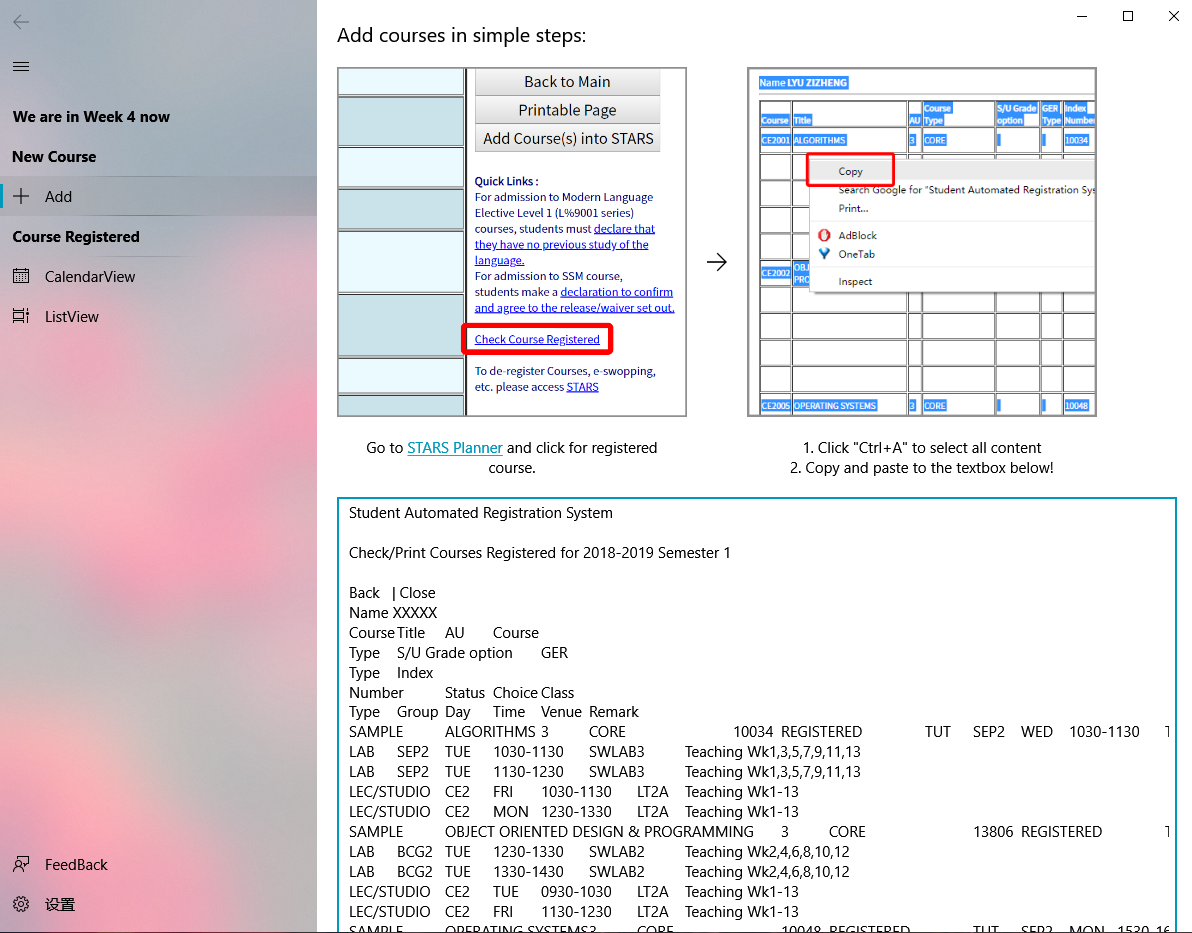 We are in Week 4 now
New Course
Add
Course Registered
CalendarView
ListView
FeedBack
设置
Add courses in simple steps:
Back to Main
Printable Page
Add Course(s) into STARS
Quick Links :
For admission to Modern Language
Elective Level 1 (L%9001 series)
courses, students must declare that
they have no previous study of the
language.
For admission to SSM course,
students make a declaration to confirm
and agree to the release/waiver set out.
Check Course Registered
To de-register Courses, e-swopping,
etc. please access STARS
Go to STARS Planner and click for registered
course.
Name LYU ZIZHENG
Course Title AU Course Type S/U Grade option GER Type Index Number
CE2001 ALGORITHMS 3 CORE 10034
Copy
Search Google for "Student Automated Registration Sys
Print...
AdBlock
OneTab
Inspect
CE2002 OBJ
PRO
CE2005 OPERATING SYSTEMS 3 CORE 10048
1. Click "Ctrl+A" to select all content
2. Copy and paste to the textbox below!
Student Automated Registration System
Check/Print Courses Registered for 2018-2019 Semester 1
Back | Close
Name XXXXX
Course Title AU Course
Type S/U Grade option GER
Type Index
Number Status Choice Class
Type Group Day Time Venue Remark
SAMPLE ALGORITHMS 3 CORE 10034 REGISTERED TUT SEP2 WED 1030-1130
LAB SEP2 TUE 1030-1130 SWLAB3 Teaching Wk1,3,5,7,9,11,13
LAB SEP2 TUE 1130-1230 SWLAB3 Teaching Wk1,3,5,7,9,11,13
LEC/STUDIO CE2 FRI 1030-1130 LT2A Teaching Wk1-13
LEC/STUDIO CE2 MON 1230-1330 LT2A Teaching Wk1-13
SAMPLE OBJECT ORIENTED DESIGN & PROGRAMMING 3 CORE 13806 REGISTERED
LAB BCG2 TUE 1230-1330 SWLAB2 Teaching Wk2,4,6,8,10,12
LAB BCG2 TUE 1330-1430 SWLAB2 Teaching Wk2,4,6,8,10,12
LEC/STUDIO CE2 TUE 0930-1030 LT2A Teaching Wk1-13
LEC/STUDIO CE2 FRI 1130-1230 LT2A Teaching Wk1-13
SAMPLE OPERATING SYSTEMS 3 CORE 10048 REGISTERED TUT SEP2 MON 1530-16